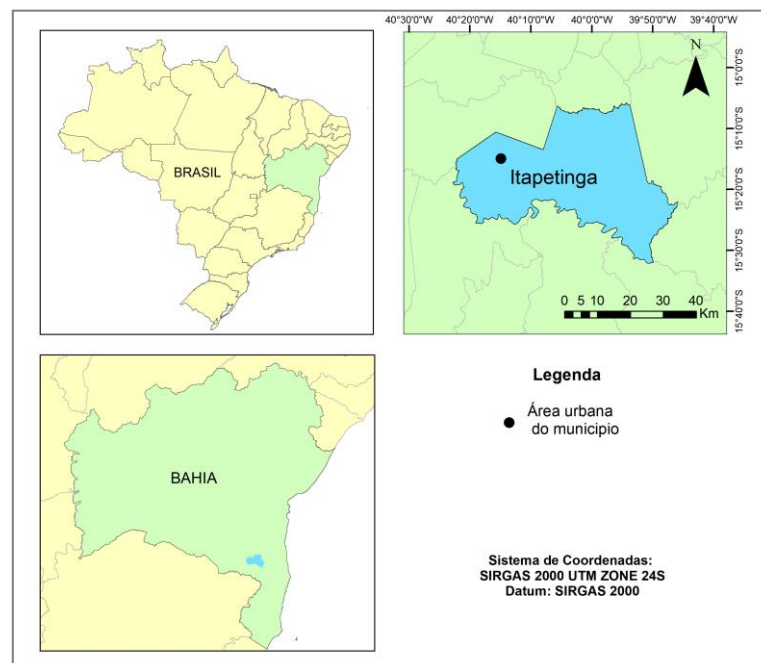 BRASIL
40°30'0"S 40°20'0"S 40°10'0"S 40°0'0"S 39°50'0"S 39°40'0"S
N
15°0'0"S
15°10'0"S
15°20'0"S
15°30'0"S
15°40'0"S
Itapetinga
0 5 10 20 30 40
Km
BAHIA
Legenda
Área urbana
do municipio
Sistema de Coordenadas:
SIRGAS 2000 UTM ZONE 24S
Datum: SIRGAS 2000